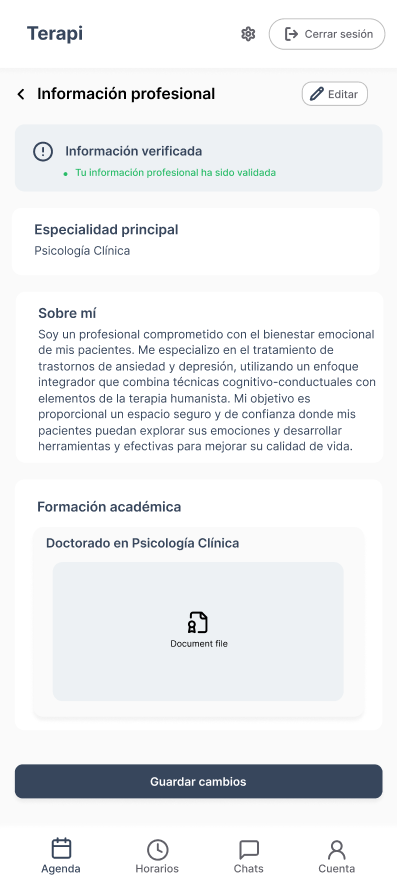 Terapi
Cerrar sesión
Información profesional
Editar
Información verificada
• Tu información profesional ha sido validada
Especialidad principal
Psicología Clínica
Sobre mí
Soy un profesional comprometido con el bienestar emocional
de mis pacientes. Me especializo en el tratamiento de
trastornos de ansiedad y depresión, utilizando un enfoque
integrador que combina técnicas cognitivo-conductuales con
elementos de la terapia humanista. Mi objetivo es
proporcional un espacio seguro y de confianza donde mis
pacientes puedan explorar sus emociones y desarrollar
herramientas y efectivas para mejorar su calidad de vida.
Formación académica
Doctorado en Psicología Clínica
Document file
Guardar cambios
Agenda
Horarios
Chats
Cuenta